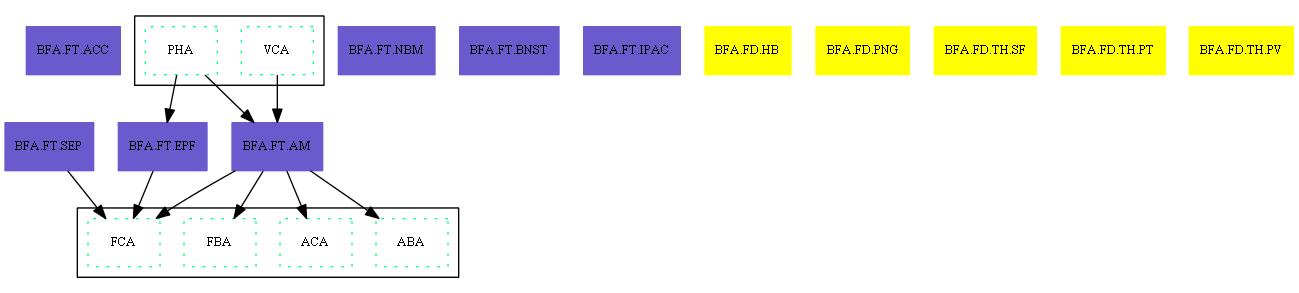 BFA.FT.ACC
PHA
VCA
BFA.FT.NBM
BFA.FT.BNST
BFA.FT.IPAC
BFA.FD.HB
BFA.FD.PNG
BFA.FD.TH.SF
BFA.FD.TH.PT
BFA.FD.TH.PV
BFA.FT.SEP
BFA.FT.EPF
BFA.FT.AM
FCA
FBA
ACA
ABA